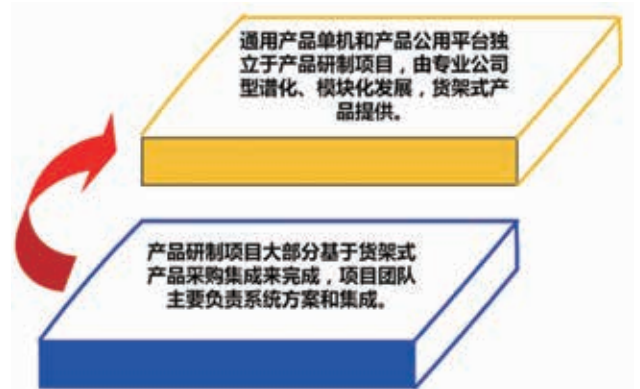 通用产品单机和产品公用平台独
立于产品研制项目，由专业公司
型谱化、模块化发展，货架式产
品提供。
产品研制项目大部分基于货架式
产品采购集成来完成，项目团队
主要负责系统方案和集成。